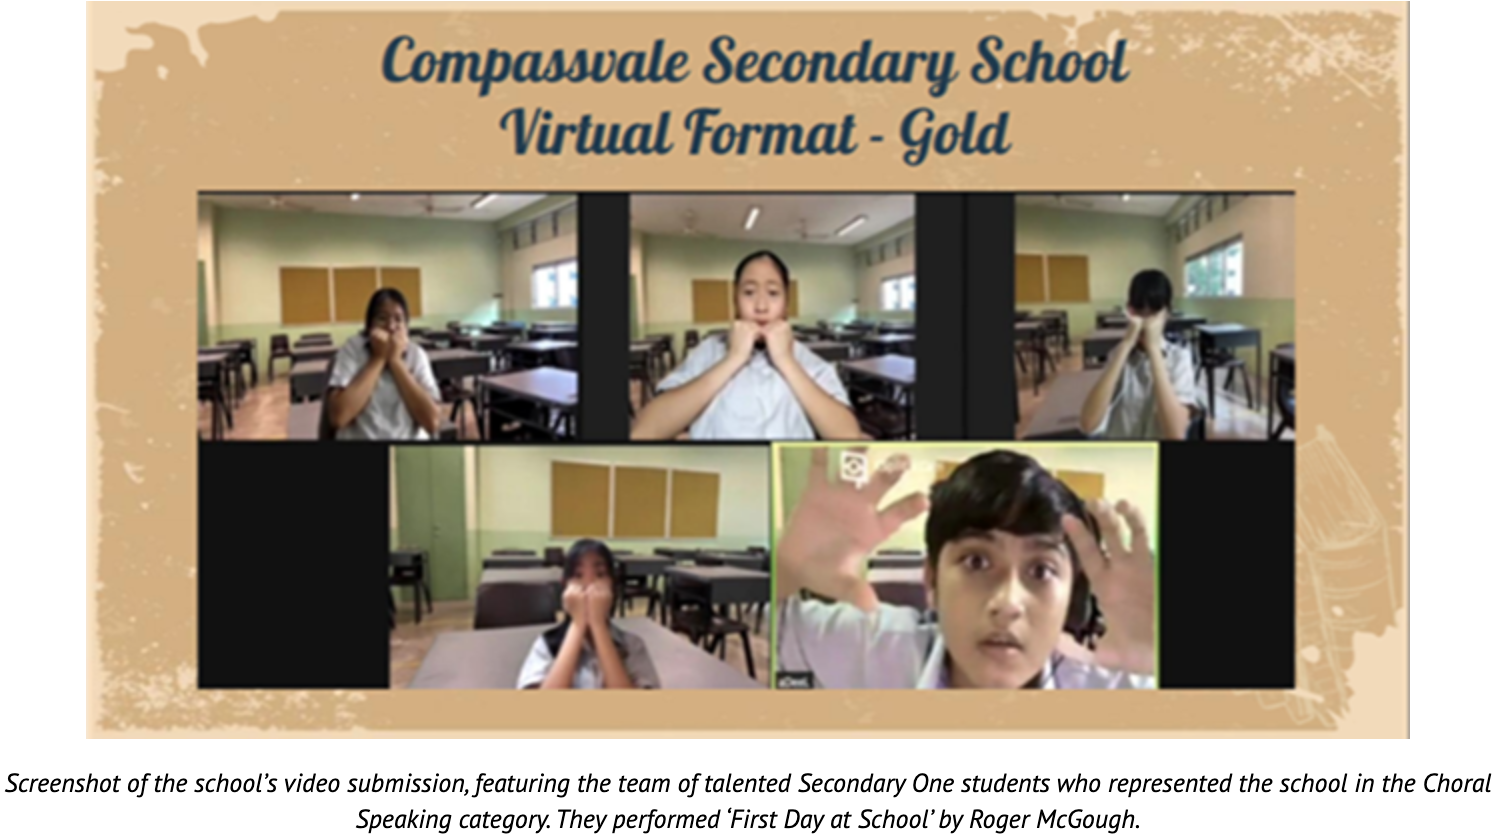 Compassvale Secondary School
Virtual Format - Gold
Screenshot of the school’s video submission, featuring the team of talented Secondary One students who represented the school in the Choral
Speaking category. They performed ‘First Day at School’ by Roger McGough.